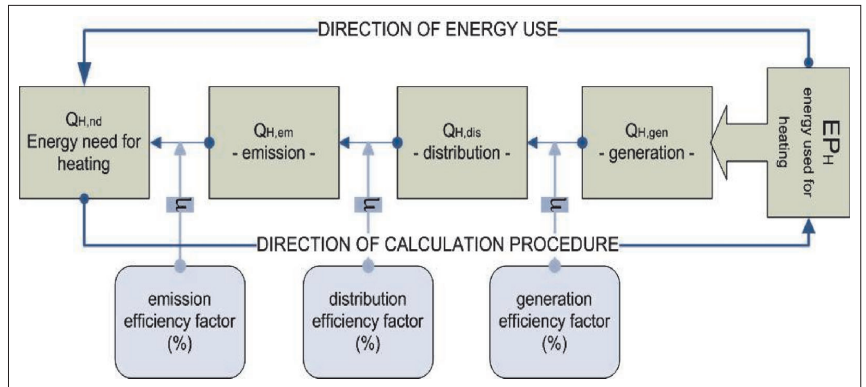 DIRECTION OF ENERGY USE
QH,nd
Energy need for
heating
QH,em
- emission -
QH,dis
- distribution -
QH,gen
- generation -
EPH
energy used for
heating
η
η
η
DIRECTION OF CALCULATION PROCEDURE
emission
efficiency factor
(%)
distribution
efficiency factor
(%)
generation
efficiency factor
(%)